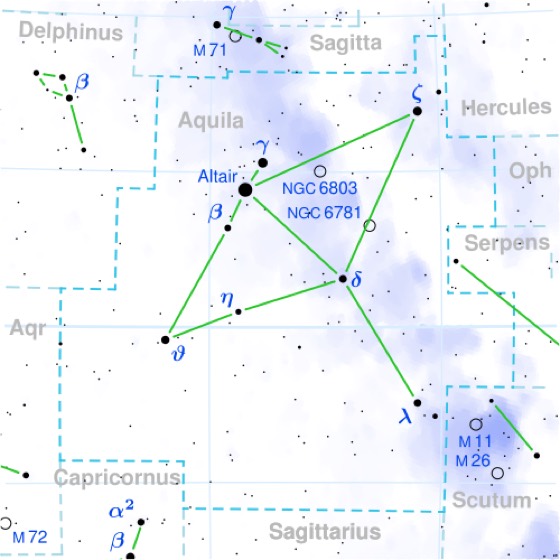 γ
Delphinus
M 71
Sagitta
β
ζ
Hercules
Aquila
γ
Oph
Altair
NGC 6803
β
NGC 6781
Serpens
δ
η
Aqr
ϑ
λ
M 11
M 26
Capricornus
Scutum
α²
M 72
β
Sagittarius